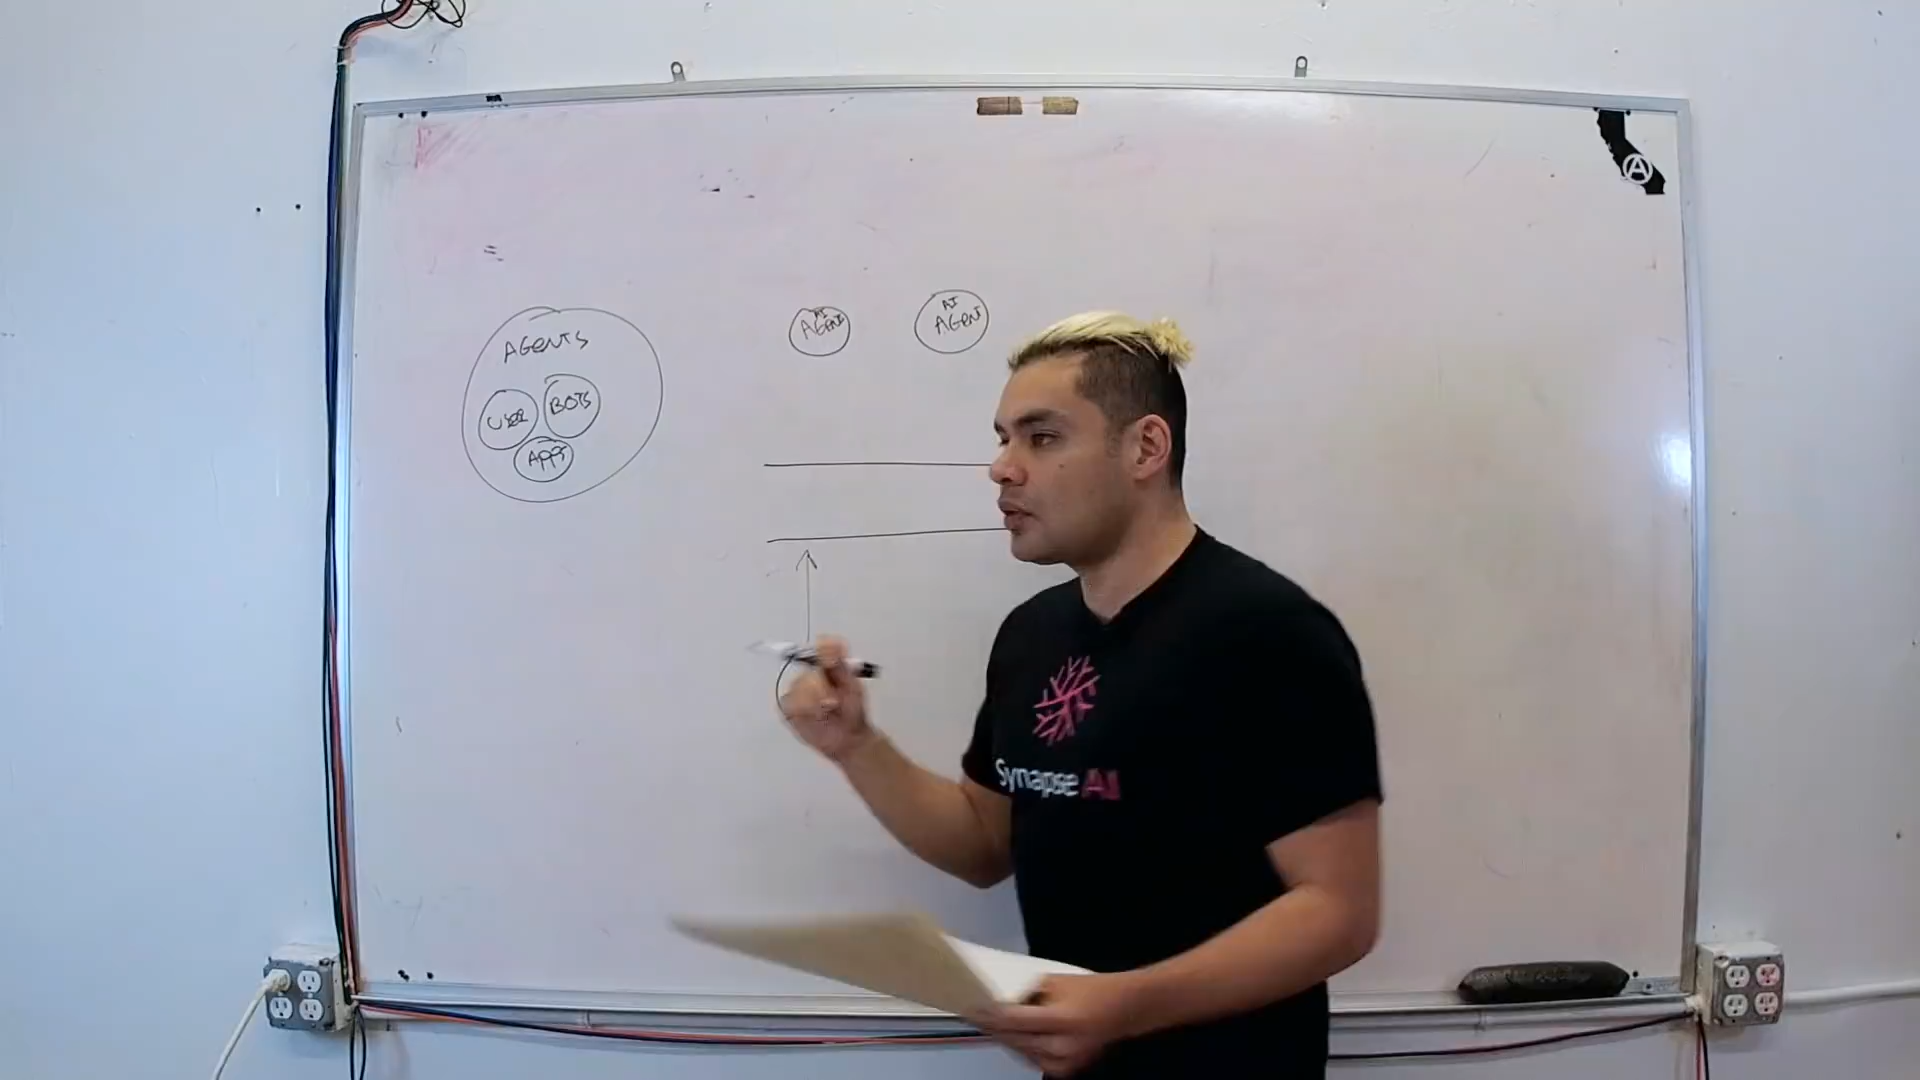 AGENTS
USER
BOTS
APPS
AI
AGENT
AI
AGENT
A
Synapse AI